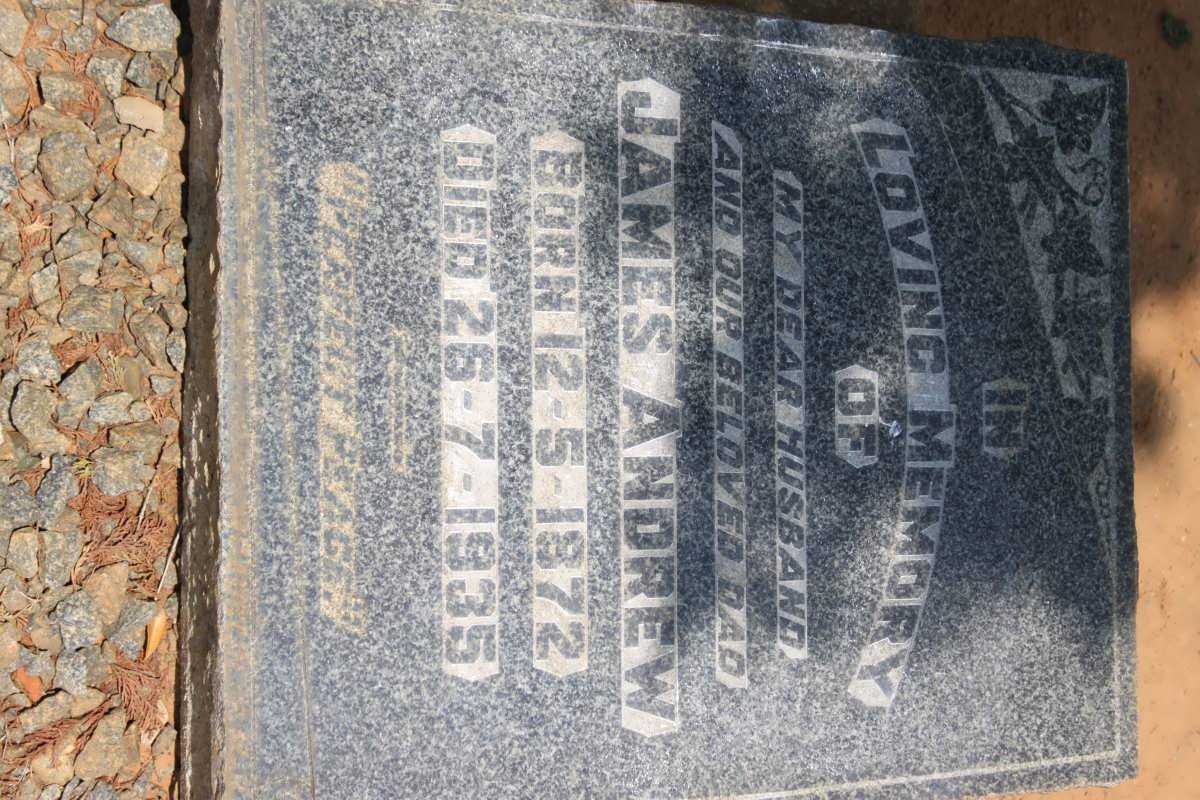 IN
LOVING MEMORY
OF
MY DEAR HUSBAND
AND OUR BELOVED DAD
JAMES ANDREW
BORN 12-5-1872
DIED 26-7-1935